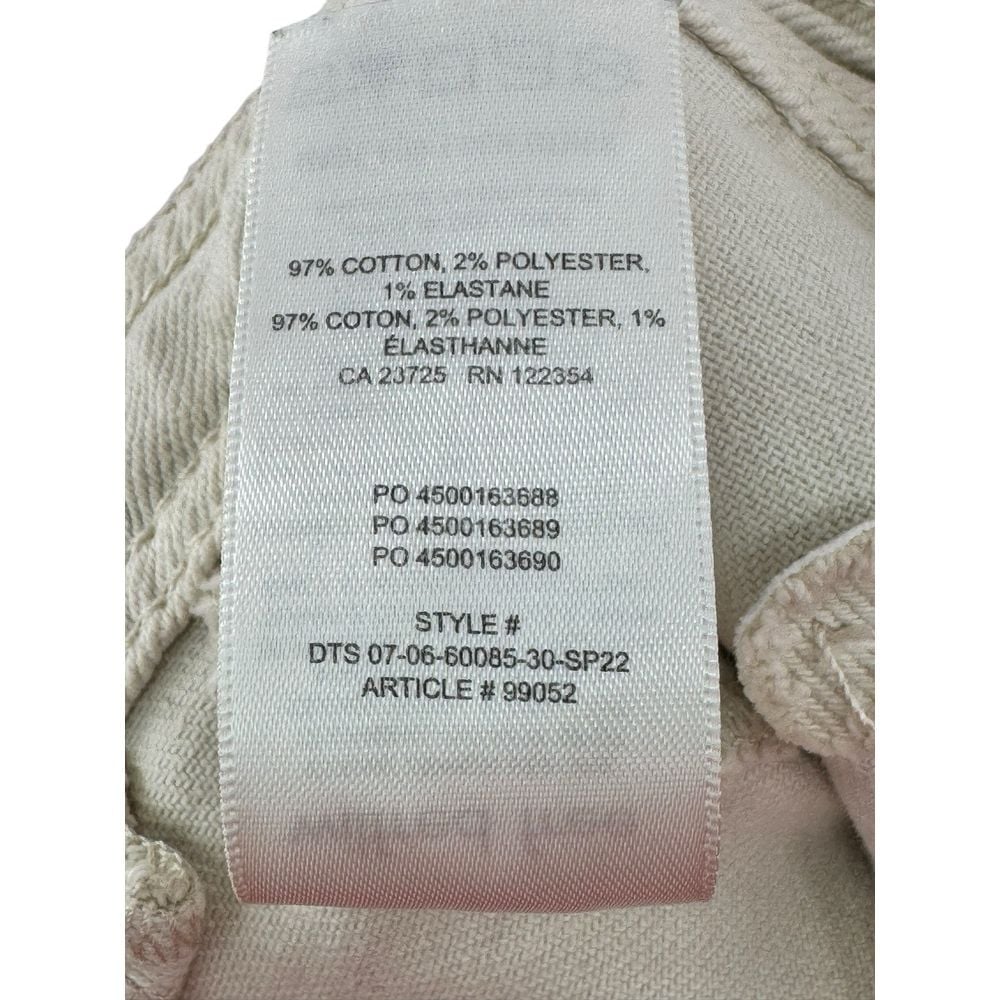 97% COTTON, 2% POLYESTER,
1% ELASTANE
97% COTON, 2% POLYESTER, 1%
ÉLASTHANNE
CA 23725 RN 122354
PO 4500163688
PO 4500163689
PO 4500163690
STYLE #
DTS 07-06-60085-30-SP22
ARTICLE # 99052